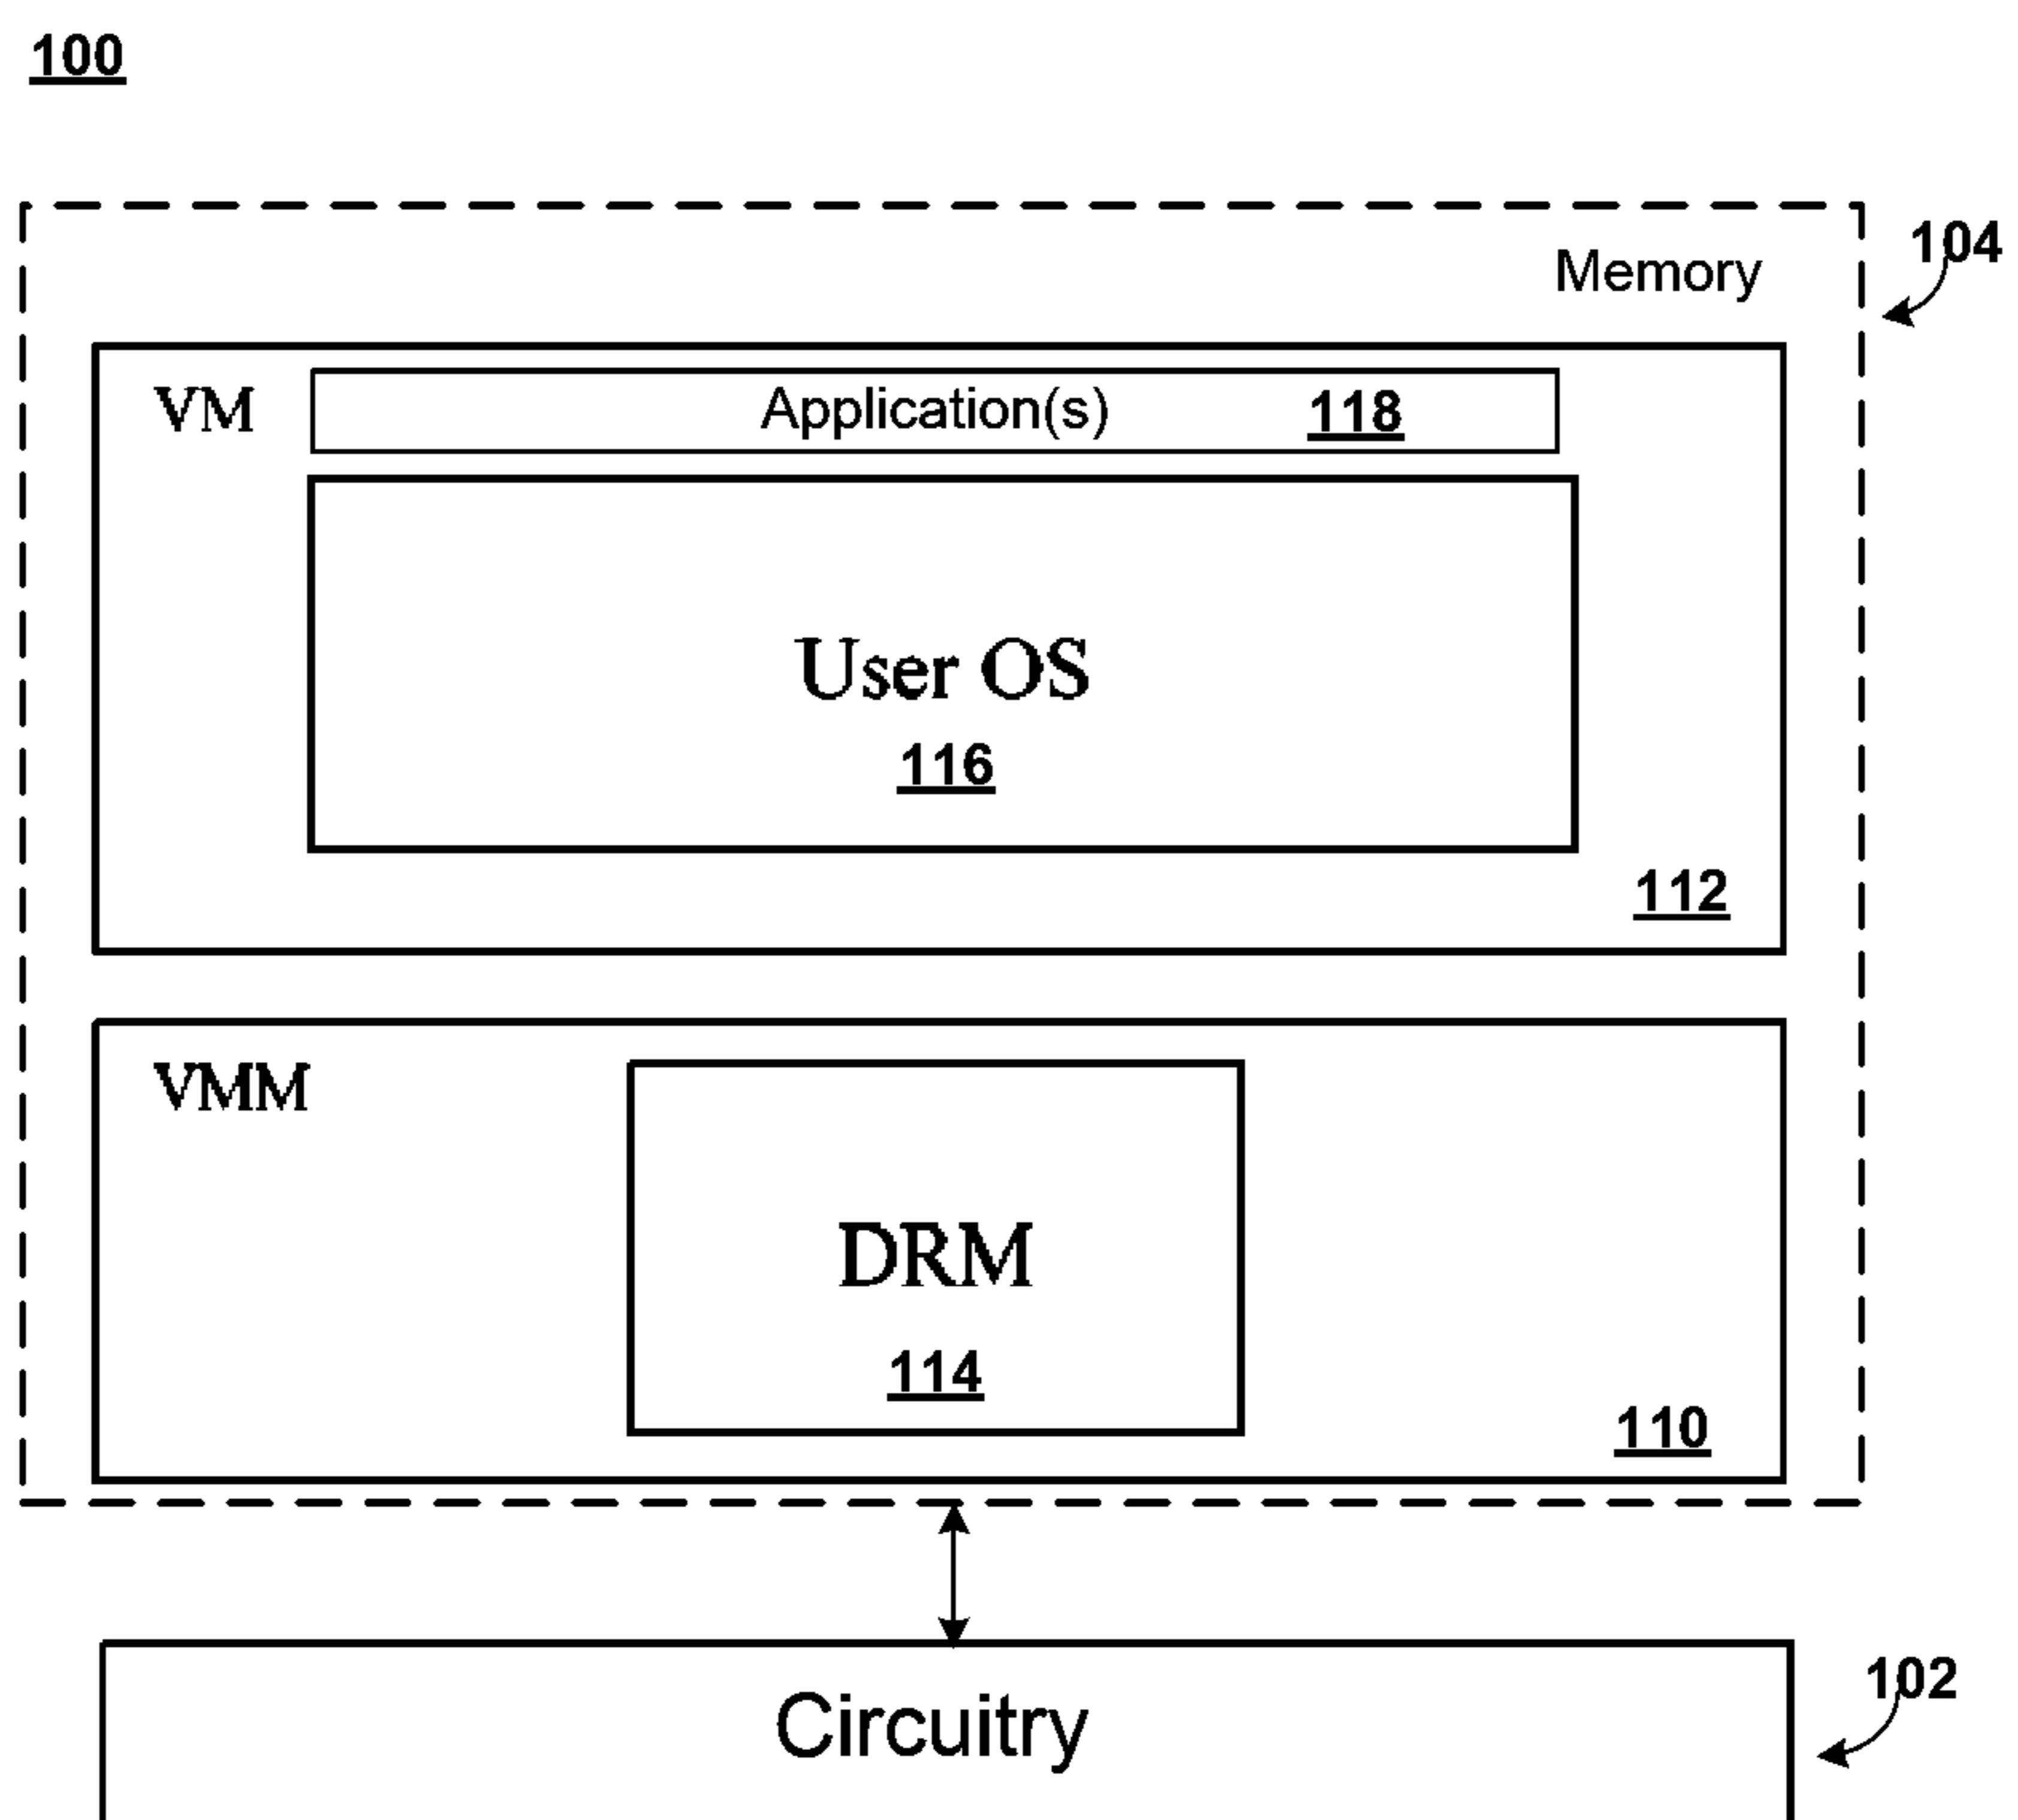 100
104
Memory
VM
Application(s) 118
User OS
116
112
VMM
DRM
114
110
102
Circuitry